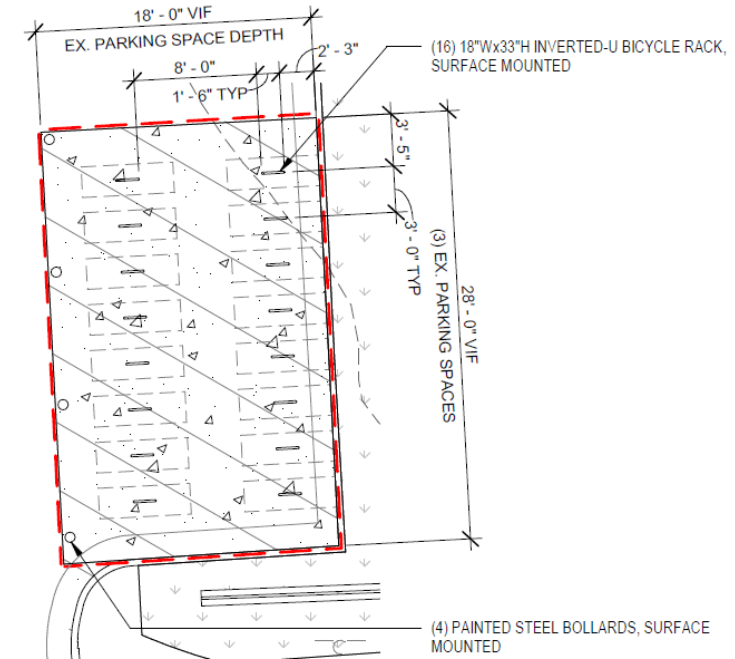 18' - 0" VIF
EX. PARKING SPACE DEPTH
2' - 3"
8' - 0"
1' - 6" TYP
(16) 18"Wx33"H INVERTED-U BICYCLE RACK,
SURFACE MOUNTED
3' - 5"
3' - 0" TYP
(3) EX. PARKING SPACES
28' - 0" VIF
(4) PAINTED STEEL BOLLARDS, SURFACE
MOUNTED